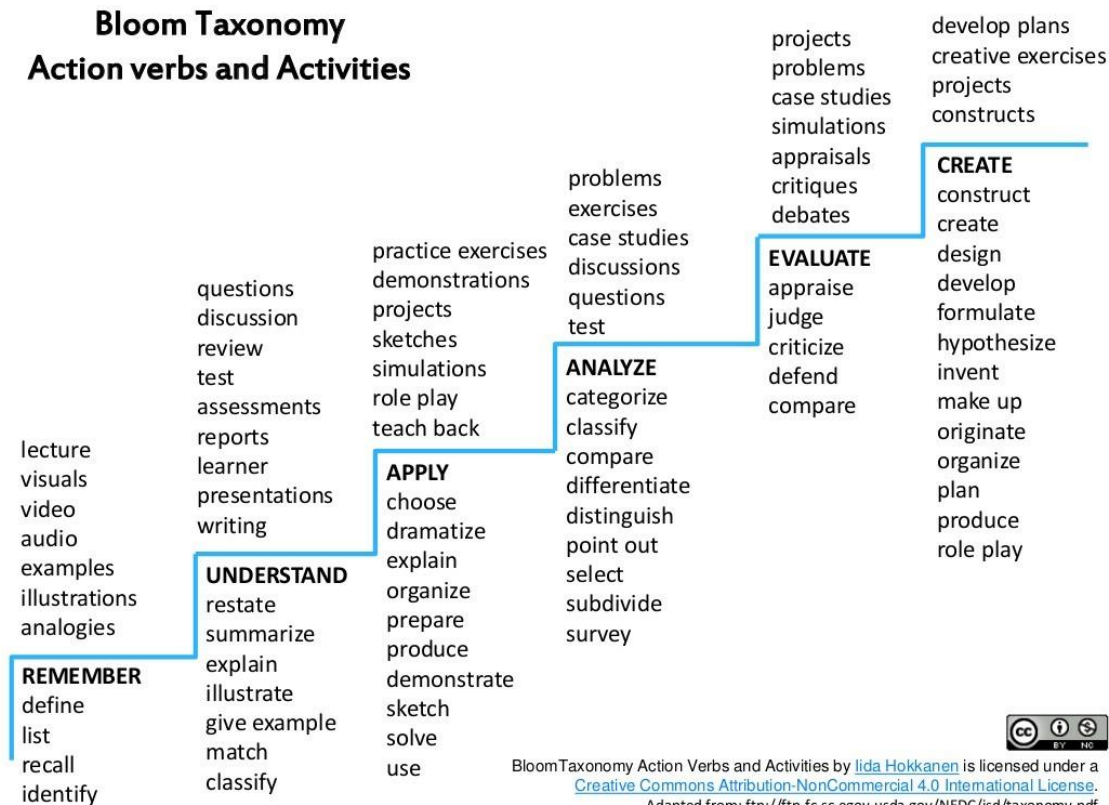 Bloom Taxonomy
Action verbs and Activities
lecture
visuals
video
audio
examples
illustrations
analogies
REMEMBER
define
list
recall
identify
questions
discussion
review
test
assessments
reports
learner
presentations
writing
UNDERSTAND
restate
summarize
explain
illustrate
give example
match
classify
practice exercises
demonstrations
projects
sketches
simulations
role play
teach back
APPLY
choose
dramatize
explain
organize
prepare
produce
demonstrate
sketch
solve
use
problems
exercises
case studies
discussions
questions
test
ANALYZE
categorize
classify
compare
differentiate
distinguish
point out
select
subdivide
survey
projects
problems
case studies
simulations
appraisals
critiques
debates
EVALUATE
appraise
judge
criticize
defend
compare
develop plans
creative exercises
projects
constructs
CREATE
construct
create
design
develop
formulate
hypothesize
invent
make up
originate
organize
plan
produce
role play
cc
BY NC
BloomTaxonomy Action Verbs and Activities by Iida Hokkanen is licensed under a
Creative Commons Attribution-NonCommercial 4.0 International License.